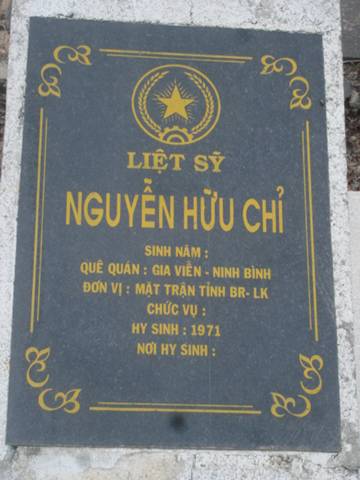 LIỆT SỸ
NGUYỄN HỮU CHỈ
SINH NĂM :
QUÊ QUÁN : GIA VIỄN - NINH BÌNH
ĐƠN VỊ : MẶT TRẬN TỈNH BR- LK
CHỨC VỤ :
HY SINH : 1971
NƠI HY SINH :